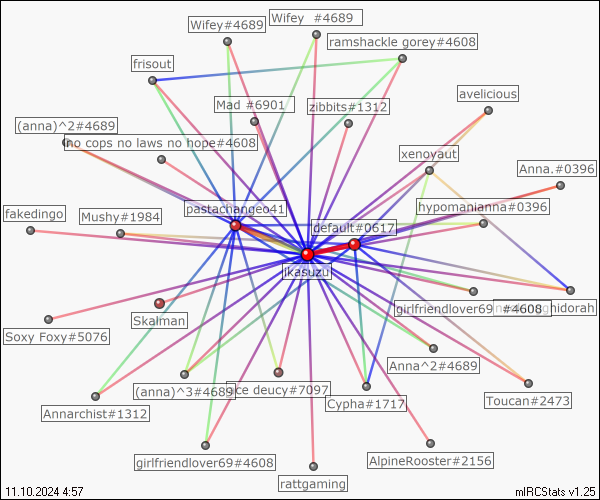 Wifey #4689
Wifey#4689
ramshackle gorey#4608
frisout
avelicious
Mad #6901
zibbits#1312
(anna)^2#4689
no cops no laws no hope#4608
xenoyaut
Anna.#0396
pastachangeo41
hypomanianna#0396
fakedingo
Mushy#1984
default#0617
jkasuzu
girlfriendlover69 #4608
ghidorah
Skalman
Soxy Foxy#5076
Anna^2#4689
(anna)^3#4689
ice deucy#7097
Cypha#1717
Toucan#2473
Annarchist#1312
girlfriendlover69#4608
AlpineRooster#2156
rattgaming
11.10.2024 4:57
mIRCStats v1.25